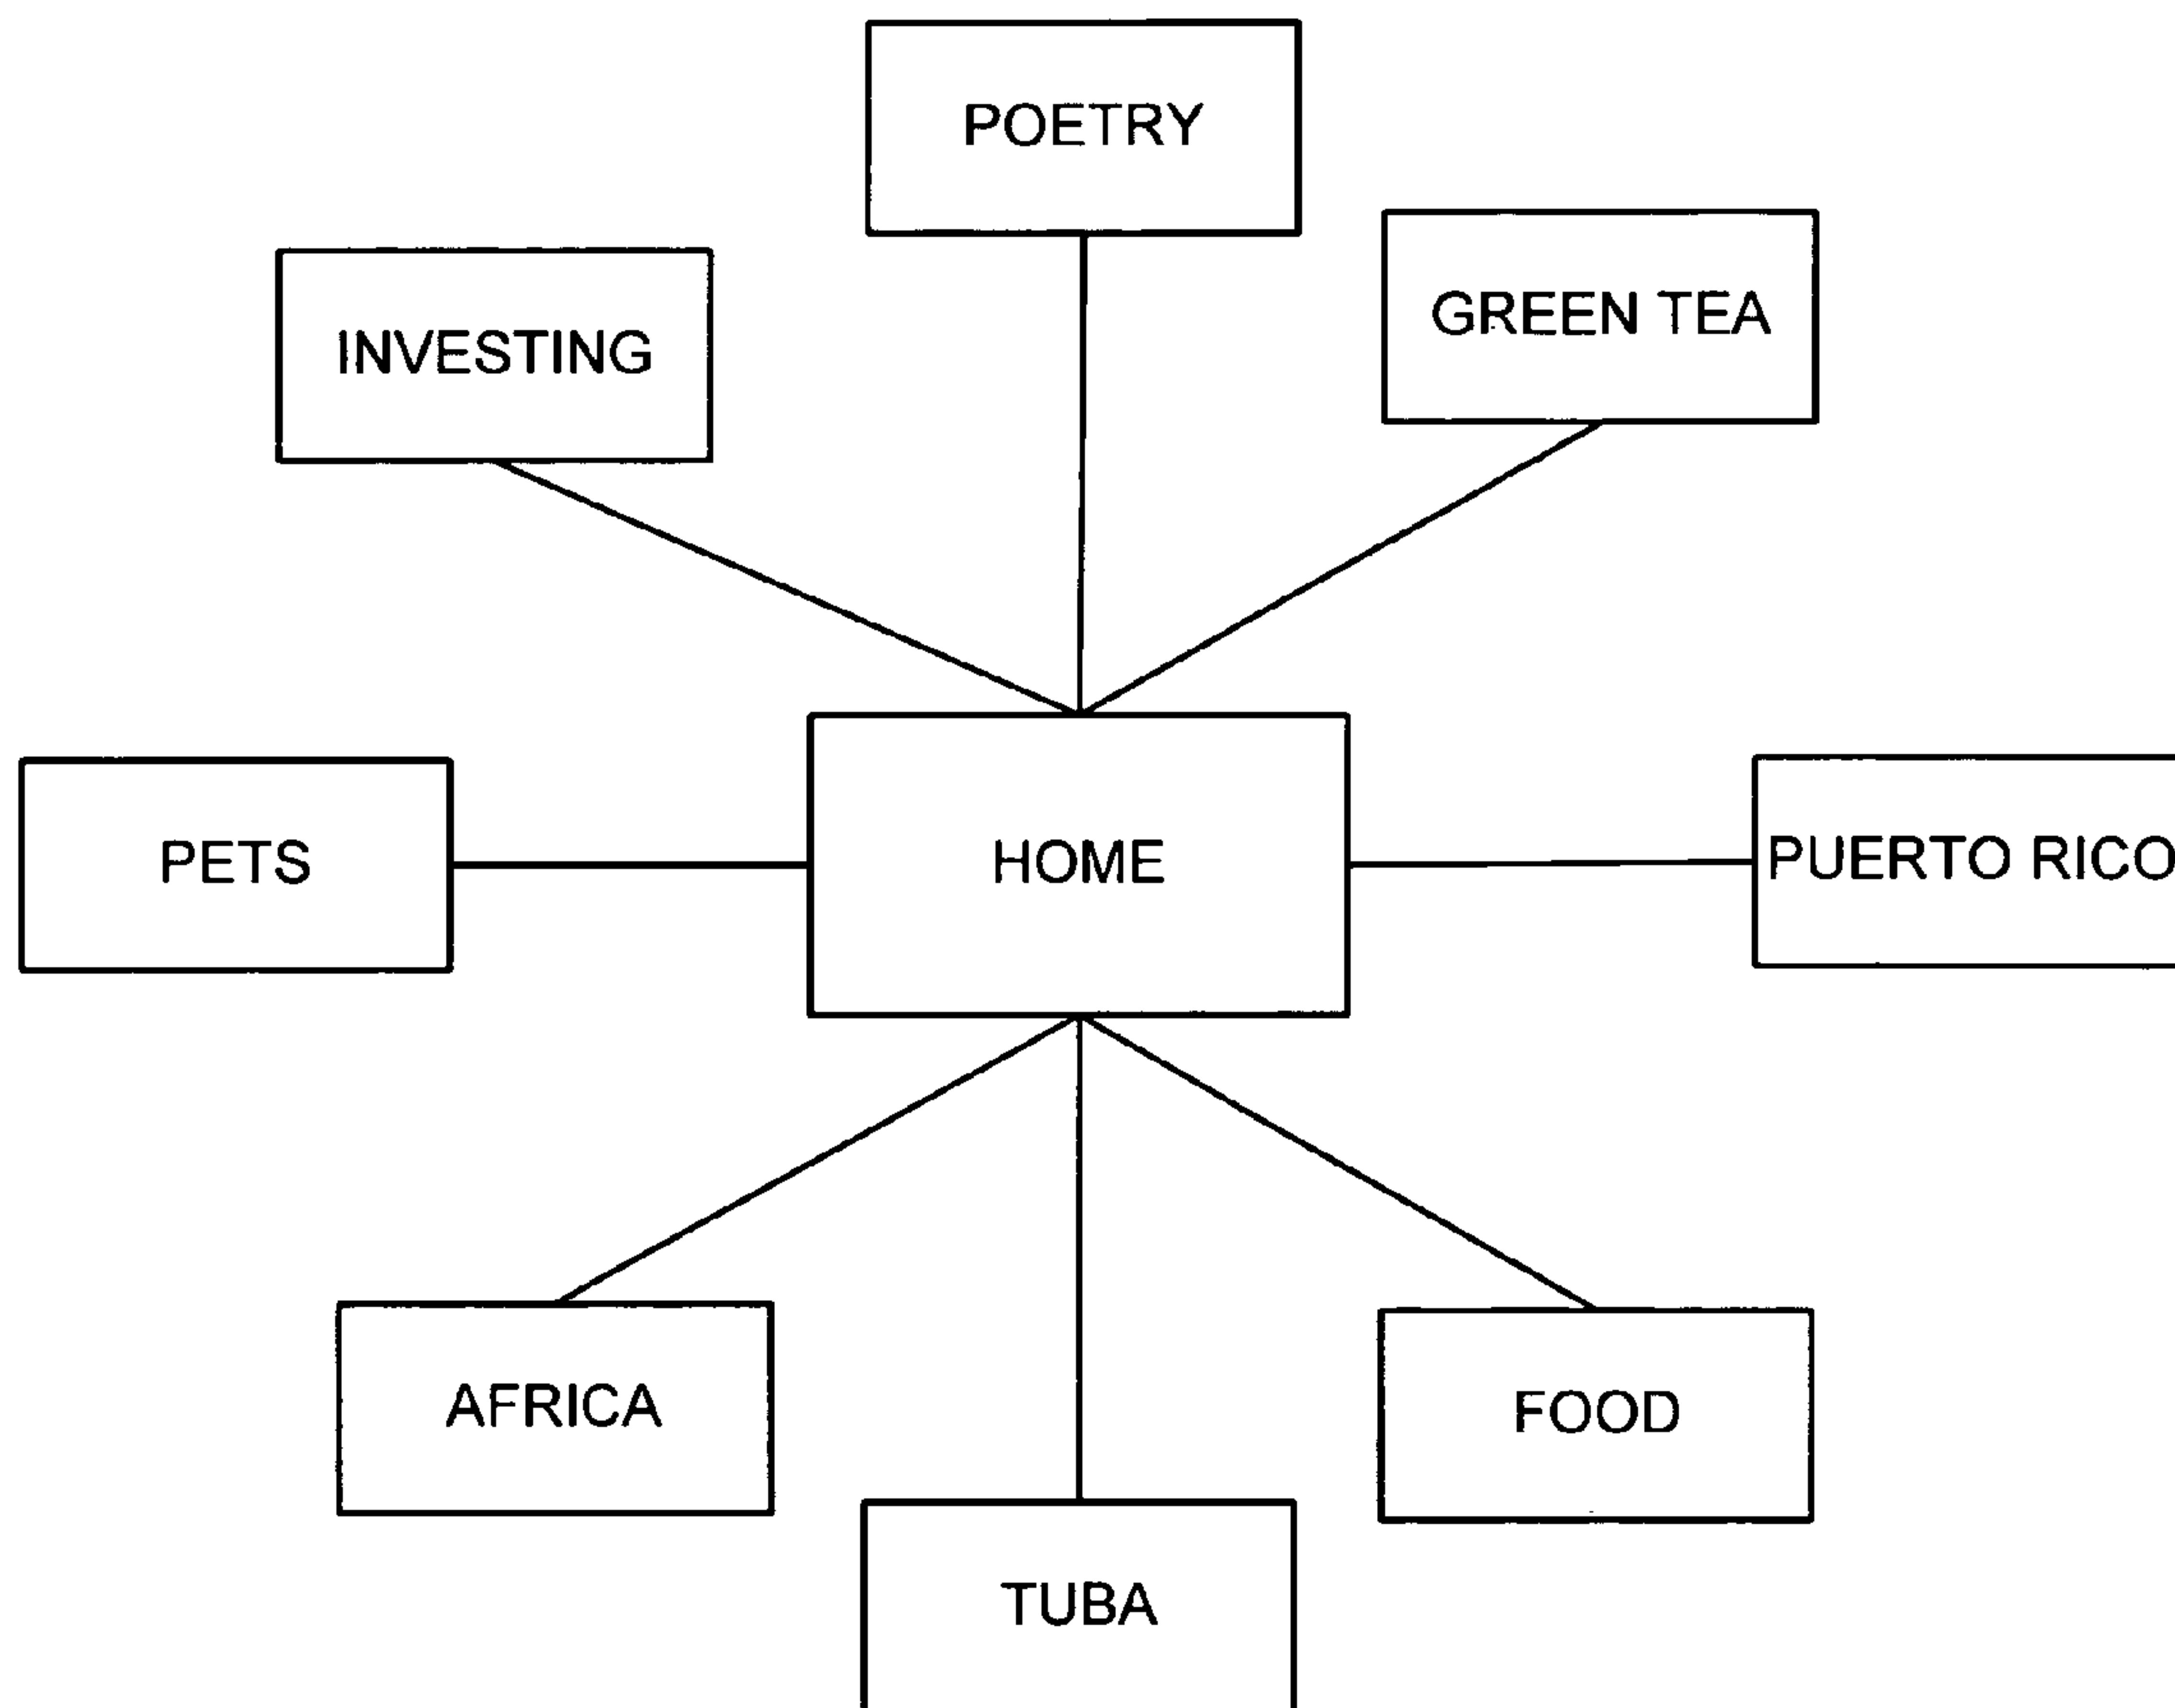 POETRY
GREEN TEA
INVESTING
PETS
HOME
PUERTO RICO
AFRICA
FOOD
TUBA